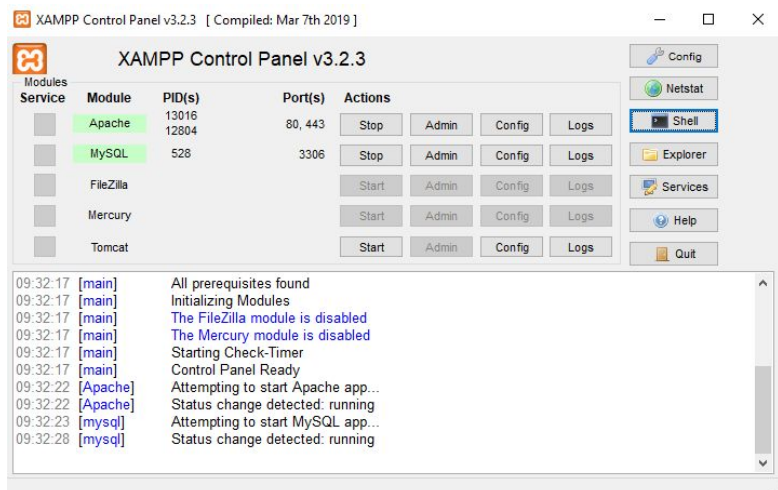 XAMPP Control Panel v3.2.3 [ Compiled: Mar 7th 2019 ]
XAMPP Control Panel v3.2.3
Config
Modules
Service Module PID(s) Port(s) Actions
Netstat
Apache 13016 12804 80, 443 Stop Admin Config Logs
Shell
MySQL 528 3306 Stop Admin Config Logs
Explorer
FileZilla Start Admin Config Logs
Services
Mercury Start Admin Config Logs
Help
Tomcat Start Admin Config Logs
Quit
09:32:17 [main] All prerequisites found
09:32:17 [main] Initializing Modules
09:32:17 [main] The FileZilla module is disabled
09:32:17 [main] The Mercury module is disabled
09:32:17 [main] Starting Check-Timer
09:32:17 [main] Control Panel Ready
09:32:22 [Apache] Attempting to start Apache app...
09:32:22 [Apache] Status change detected: running
09:32:23 [mysql] Attempting to start MySQL app...
09:32:28 [mysql] Status change detected: running